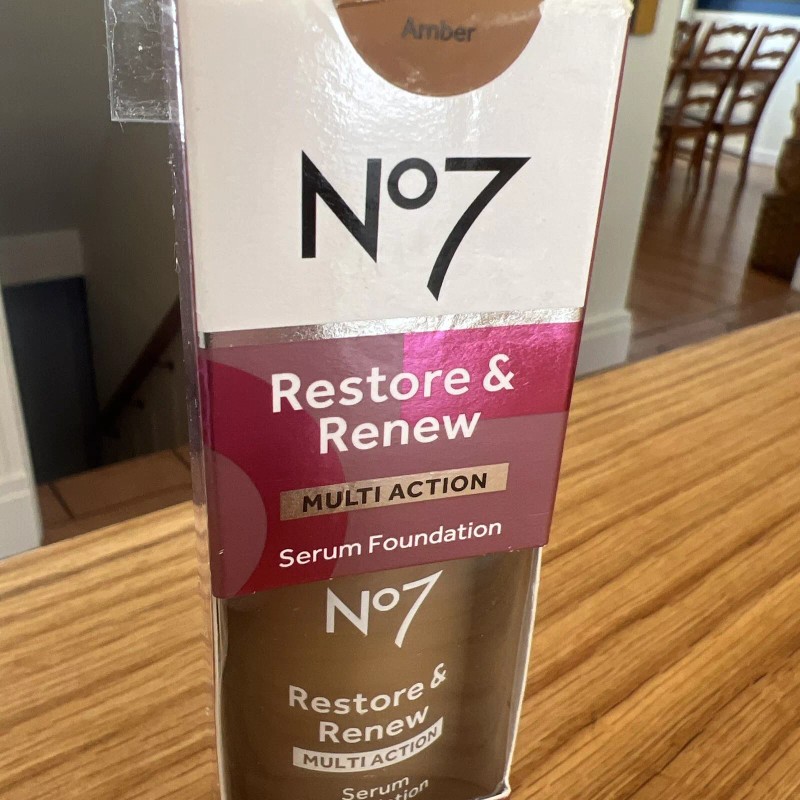 Amber
No7
Restore &
Renew
MULTI ACTION
Serum Foundation
No7
Restore &
Renew
MULTI ACTION
Serum